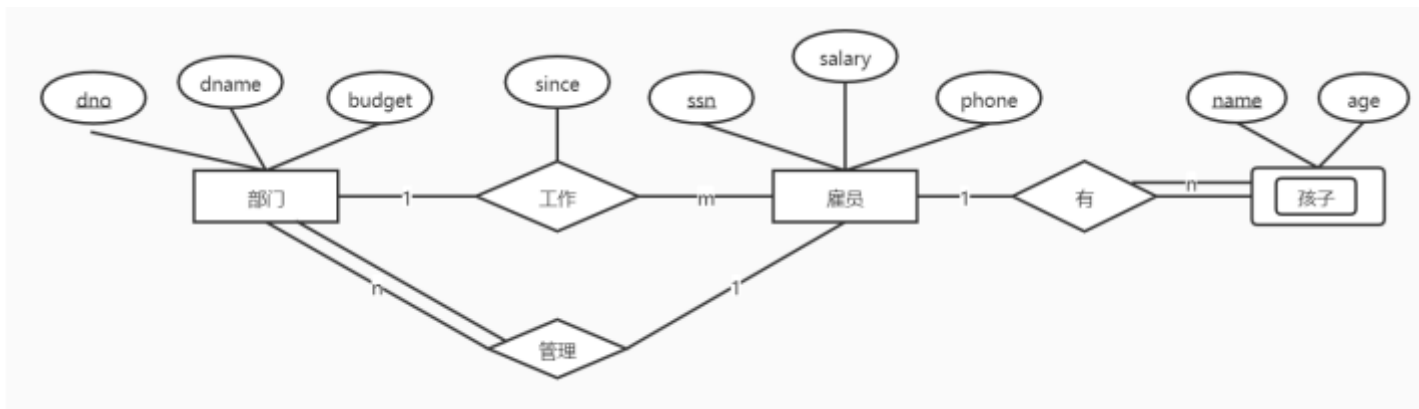 salary
dname
since
dno
budget
ssn
phone
name
age
部门
1
工作
m
雇员
1
有
n
孩子
n
1
管理